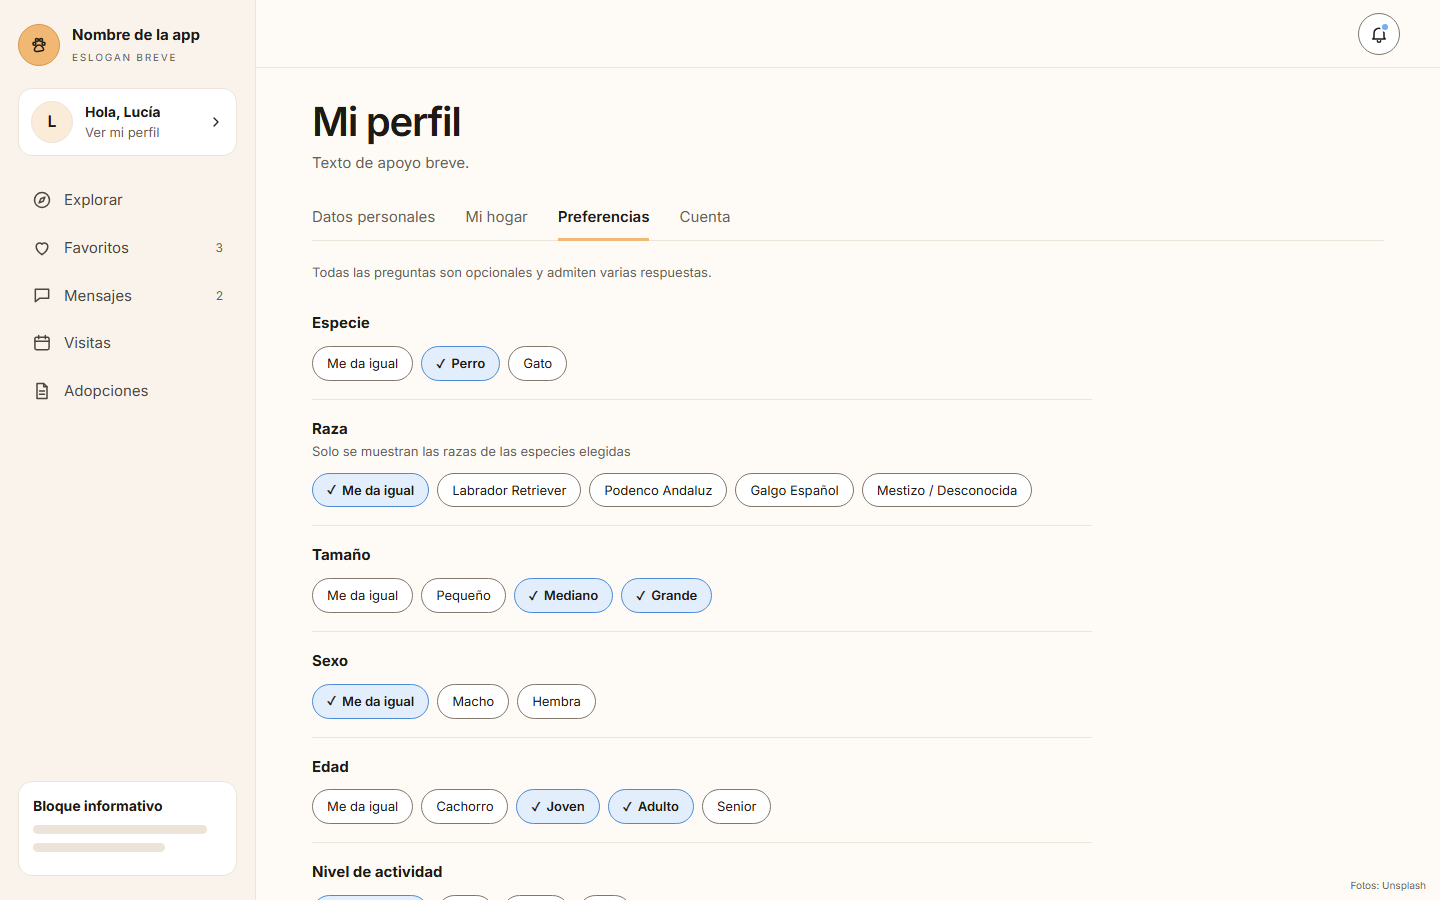 Nombre de la app
ESLOGAN BREVE
L
Hola, Lucía
Ver mi perfil
Explorar
Favoritos 3
Mensajes 2
Visitas
Adopciones
Bloque informativo
Mi perfil
Texto de apoyo breve.
Datos personales Mi hogar Preferencias Cuenta
Todas las preguntas son opcionales y admiten varias respuestas.
Especie
Me da igual ✓ Perro Gato
Raza
Solo se muestran las razas de las especies elegidas
✓ Me da igual Labrador Retriever Podenco Andaluz Galgo Español Mestizo / Desconocida
Tamaño
Me da igual Pequeño ✓ Mediano ✓ Grande
Sexo
✓ Me da igual Macho Hembra
Edad
Me da igual Cachorro ✓ Joven ✓ Adulto Senior
Nivel de actividad
Fotos: Unsplash